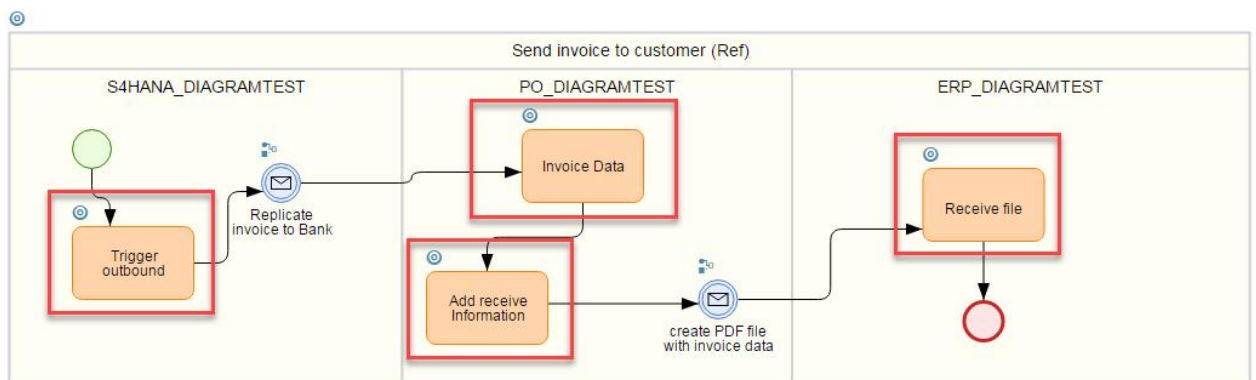 Send invoice to customer (Ref)
S4HANA_DIAGRAMTEST
PO_DIAGRAMTEST
ERP_DIAGRAMTEST
Trigger
outbound
Replicate
invoice to Bank
Invoice Data
Add receive
Information
create PDF file
with invoice data
Receive file